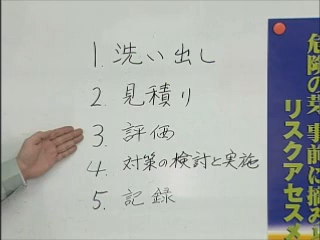 1. 洗い出し
2. 見積り
3. 評価
4. 対策の検討と実施
5. 記録
危険の芽 事前に摘み
リスクアセスメ